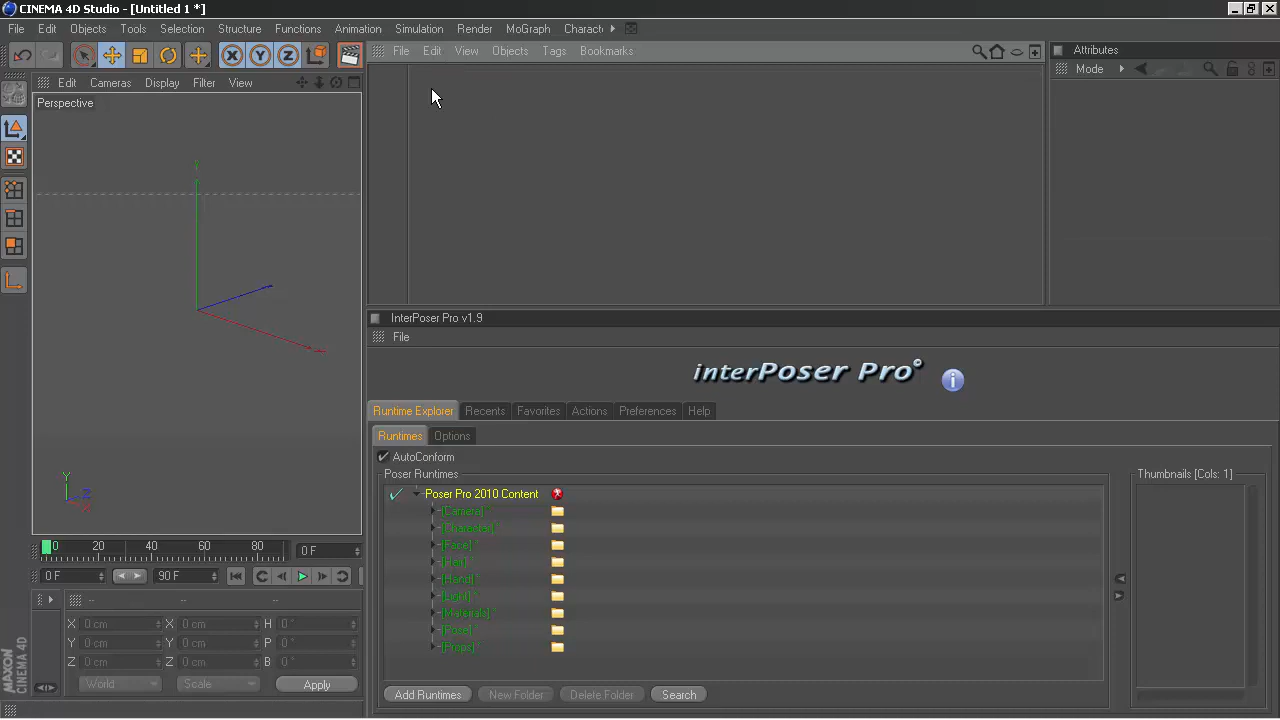 CINEMA 4D Studio - [Untitled 1 *]
File Edit Objects Tools Selection Structure Functions Animation Simulation Render MoGraph Charact
X Y Z
File Edit View Objects Tags Bookmarks
Attributes
Mode
Edit Cameras Display Filter View
Perspective
Y
Y
Z
X
InterPoser Pro v1.9
File
interPoser Pro©
i
Runtime Explorer Recents Favorites Actions Preferences Help
Runtimes Options
AutoConform
Poser Runtimes
Thumbnails [Cols: 1]
Poser Pro 2010 Content
[Camera]
[Character]
[Face]
[Hair]
[Hand]
[Light]
[Materials]
[Pose]
[Props]
0 20 40 60 80 0 F
0 F 90 F
-- -- --
X 0 cm X 0 cm H 0 °
Y 0 cm Y 0 cm P 0 °
Z 0 cm Z 0 cm B 0 °
World Scale Apply
MAXON
CINEMA 4D
Add Runtimes New Folder Delete Folder Search